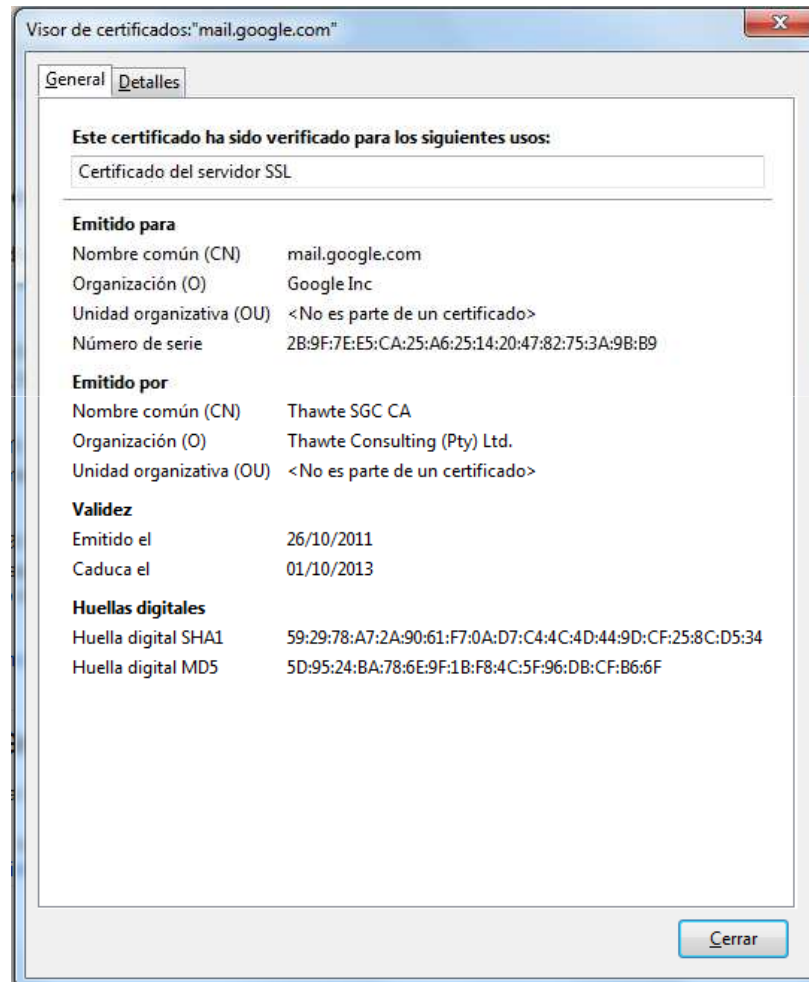 Visor de certificados:"mail.google.com"
General Detalles
Este certificado ha sido verificado para los siguientes usos:
Certificado del servidor SSL
Emitido para
Nombre común (CN) mail.google.com
Organización (O) Google Inc
Unidad organizativa (OU) <No es parte de un certificado>
Número de serie 2B:9F:7E:E5:CA:25:A6:25:14:20:47:82:75:3A:9B:B9
Emitido por
Nombre común (CN) Thawte SGC CA
Organización (O) Thawte Consulting (Pty) Ltd.
Unidad organizativa (OU) <No es parte de un certificado>
Validez
Emitido el 26/10/2011
Caduca el 01/10/2013
Huellas digitales
Huella digital SHA1 59:29:78:A7:2A:90:61:F7:0A:D7:C4:4C:4D:44:9D:CF:25:8C:D5:34
Huella digital MD5 5D:95:24:BA:78:6E:9F:1B:F8:4C:5F:96:DB:CF:B6:6F
Cerrar